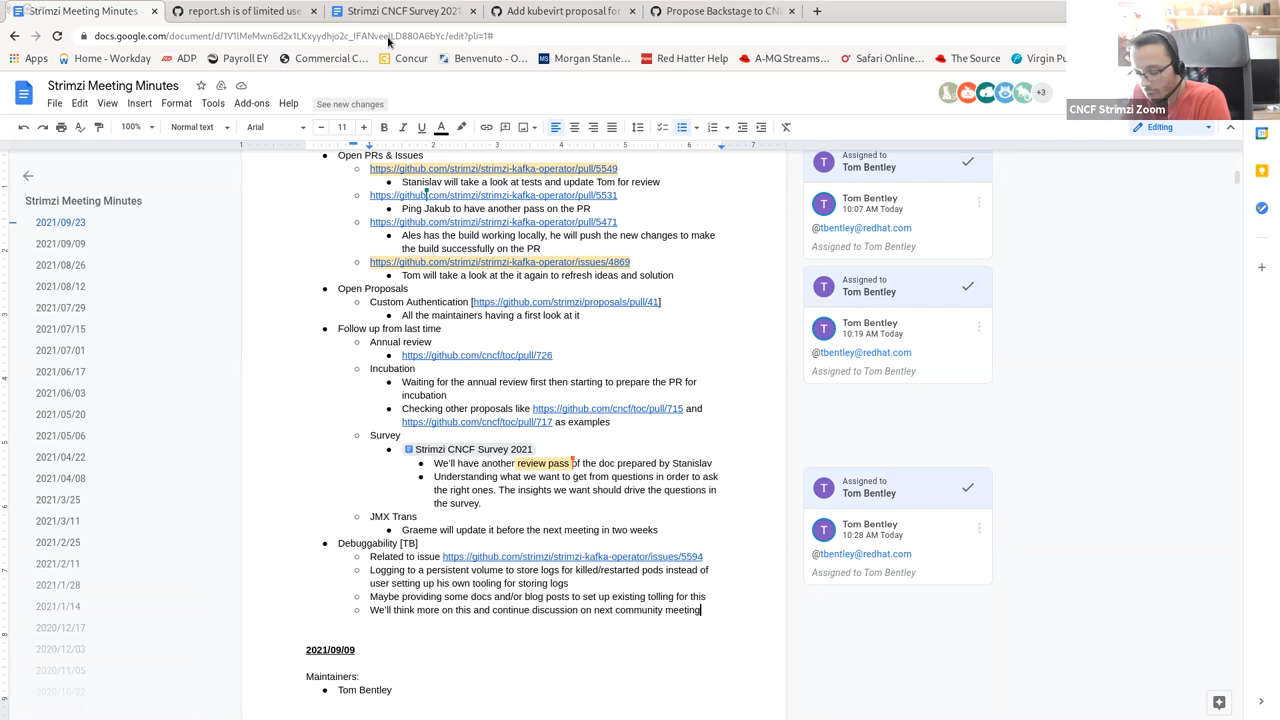 Strimzi Meeting Minutes -
report.sh is of limited use
Strimzi CNCF Survey 2021
Add kubevirt proposal for
Propose Backstage to CN
docs.google.com/document/d/1V1lMeMwn6d2x1LKxyydhjo2c_IFANveelLD880A6bYc/edit?pli=1#
Apps
Home - Workday
ADP
Payroll EY
Commercial C...
Concur
Benvenuto - O...
Morgan Stanle...
Red Hatter Help
A-MQ Streams...
Safari Online...
The Source
Virgin Pu
CNCF Strimzi Zoom
Strimzi Meeting Minutes
File Edit View Insert Format Tools Add-ons Help
See new changes
+3
100%
Normal text
Arial
11
Editing
Strimzi Meeting Minutes
2021/09/23
2021/09/09
2021/08/26
2021/08/12
2021/07/29
2021/07/15
2021/07/01
2021/06/17
2021/06/03
2021/05/20
2021/05/06
2021/04/22
2021/04/08
2021/3/25
2021/3/11
2021/2/25
2021/2/11
2021/1/28
2021/1/14
2020/12/17
2020/12/03
2020/11/05
2020/10/22
Open PRs & Issues
https://github.com/strimzi/strimzi-kafka-operator/pull/5549
Stanislav will take a look at tests and update Tom for review
https://github.com/strimzi/strimzi-kafka-operator/pull/5531
Ping Jakub to have another pass on the PR
https://github.com/strimzi/strimzi-kafka-operator/pull/5471
Ales has the build working locally, he will push the new changes to make
the build successfully on the PR
https://github.com/strimzi/strimzi-kafka-operator/issues/4869
Tom will take a look at the it again to refresh ideas and solution
Open Proposals
Custom Authentication [https://github.com/strimzi/proposals/pull/41]
All the maintainers having a first look at it
Follow up from last time
Annual review
https://github.com/cncf/toc/pull/726
Incubation
Waiting for the annual review first then starting to prepare the PR for
incubation
Checking other proposals like https://github.com/cncf/toc/pull/715 and
https://github.com/cncf/toc/pull/717 as examples
Survey
Strimzi CNCF Survey 2021
We'll have another review pass of the doc prepared by Stanislav
Understanding what we want to get from questions in order to ask
the right ones. The insights we want should drive the questions in
the survey.
JMX Trans
Graeme will update it before the next meeting in two weeks
Debuggability [TB]
Related to issue https://github.com/strimzi/strimzi-kafka-operator/issues/5594
Logging to a persistent volume to store logs for killed/restarted pods instead of
user setting up his own tooling for storing logs
Maybe providing some docs and/or blog posts to set up existing tolling for this
We'll think more on this and continue discussion on next community meeting
2021/09/09
Maintainers:
Tom Bentley
T
Assigned to
Tom Bentley
T
Tom Bentley
10:07 AM Today
@tbentley@redhat.com
Assigned to Tom Bentley
T
Assigned to
Tom Bentley
T
Tom Bentley
10:19 AM Today
@tbentley@redhat.com
Assigned to Tom Bentley
T
Assigned to
Tom Bentley
T
Tom Bentley
10:28 AM Today
@tbentley@redhat.com
Assigned to Tom Bentley